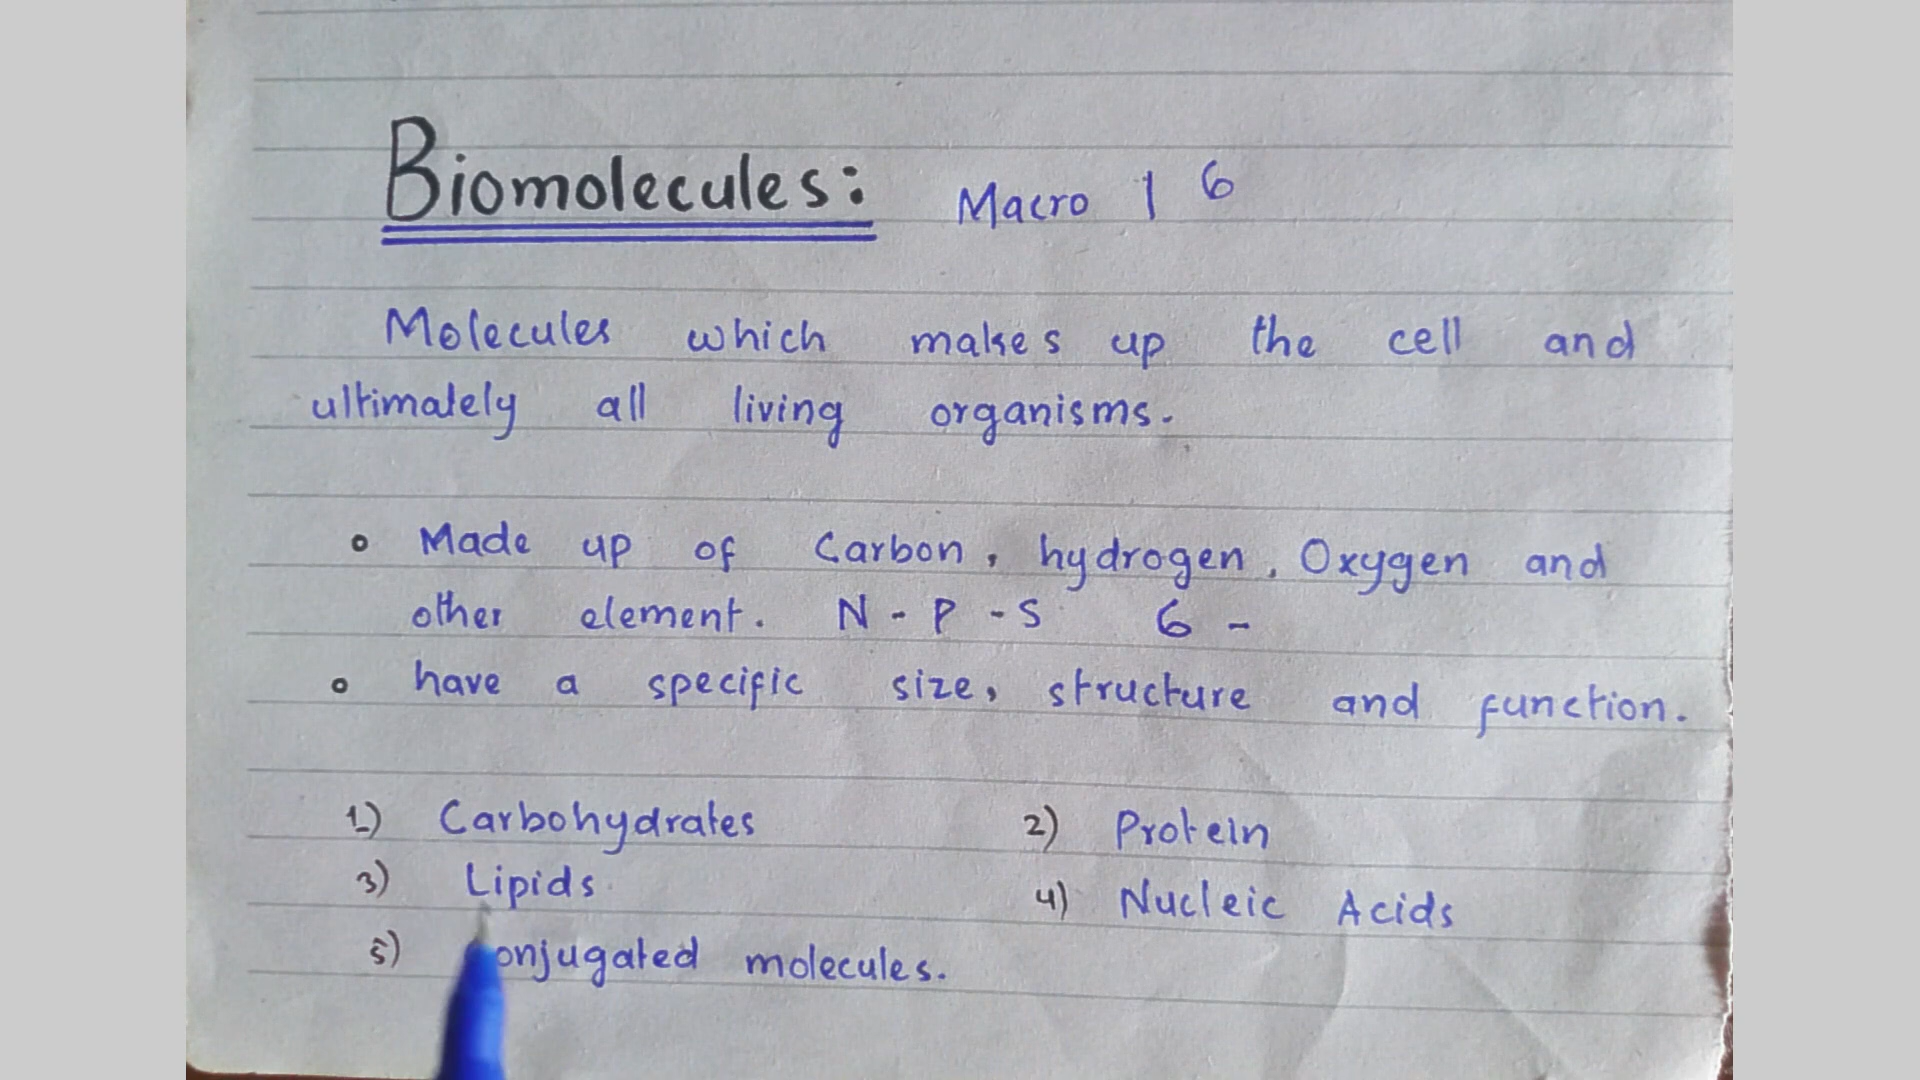 Biomolecules: Macro | 6
Molecules which makes up the cell and
ultimately all living organisms.
o Made up of Carbon, hydrogen, Oxygen and
other element. N - P - S 6 -
o have a specific size, structure and function.
1) Carbohydrates 2) Protein
3) Lipids 4) Nucleic Acids
5) onjugated molecules.